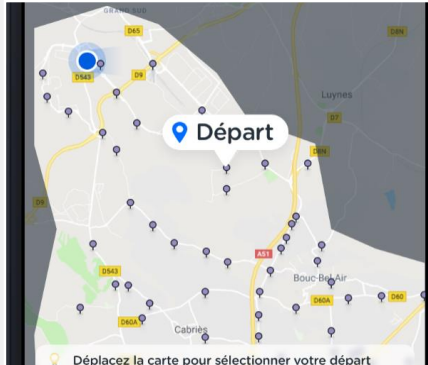 GRAND SUD
D65
D8N
D543
D9
Luynes
D7
Départ
D8N
D9
A51
D543
Bouc-Bel-Air
D60A
D60
D60A
Cabriès
Déplacez la carte pour sélectionner votre départ